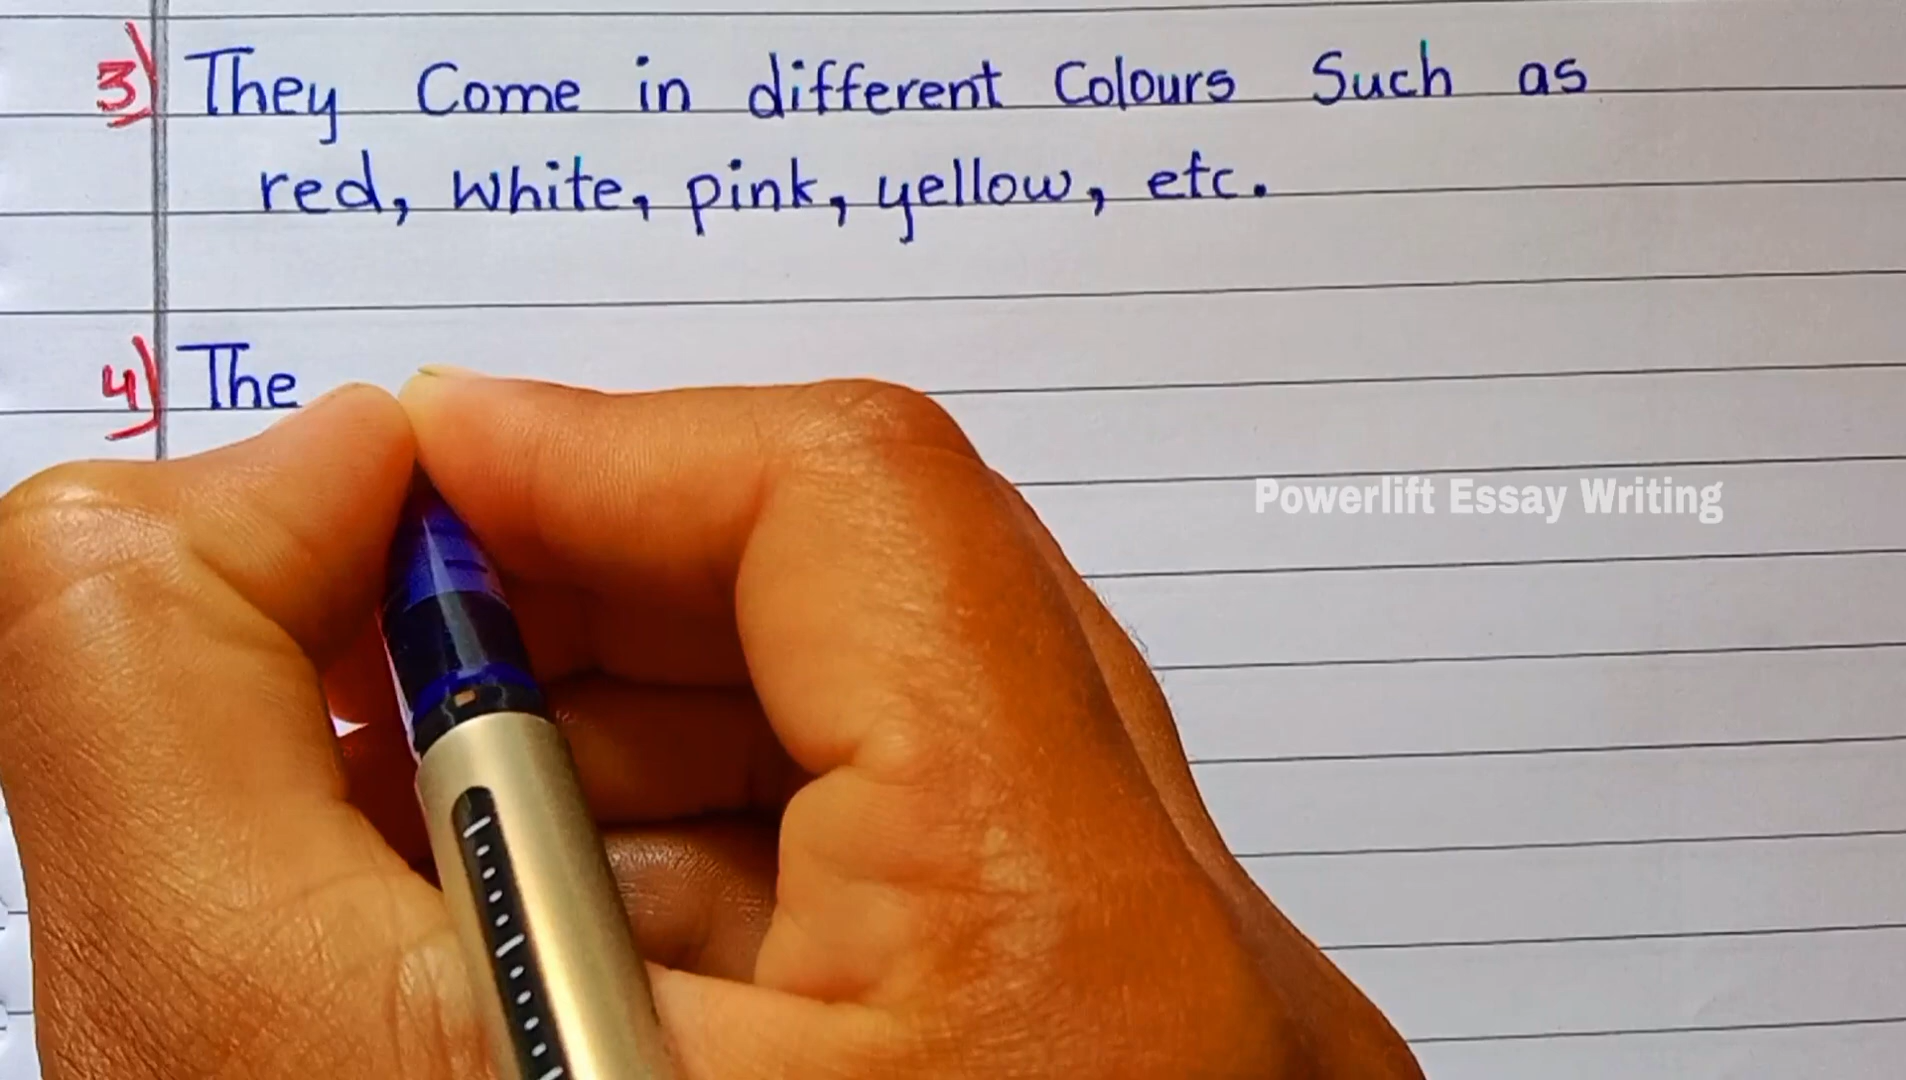 3) They Come in different Colours Such as
red, white, pink, yellow, etc.
4) The
Powerlift Essay Writing